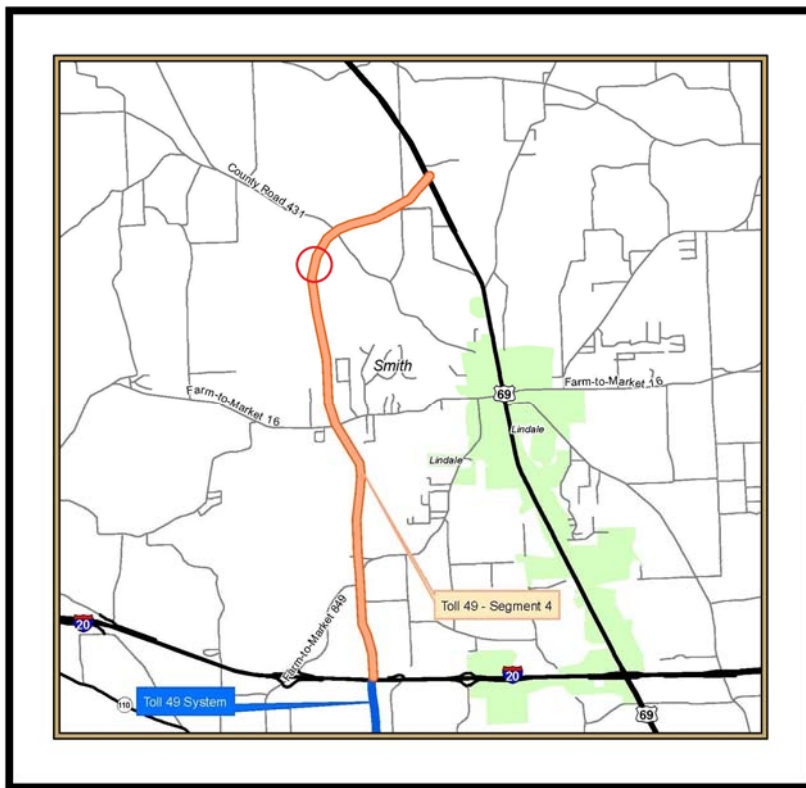 County Road 431
Smith
Farm-to-Market 16
69
Farm-to-Market 16
Lindale
Lindale
Toll 49 - Segment 4
Farm-to-Market 849
20
20
110
Toll 49 System
69